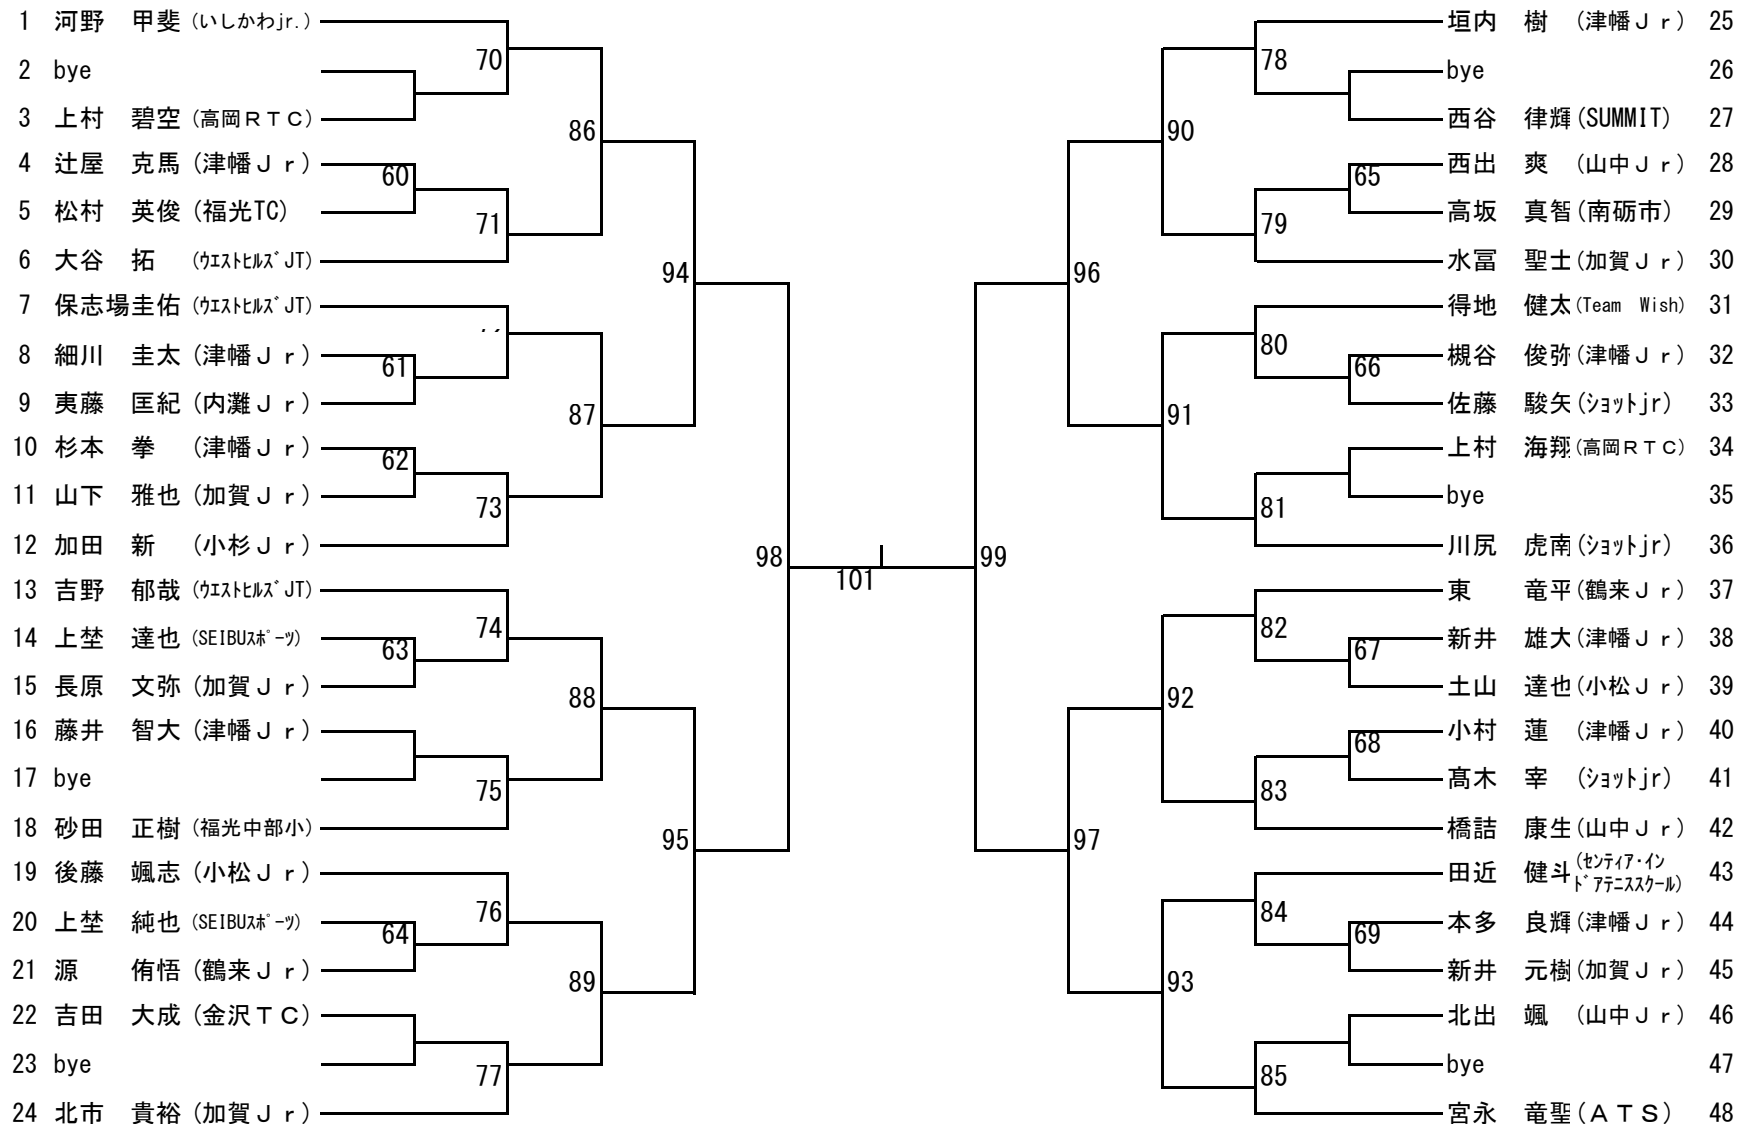 1 河野 甲斐 (いしかわjr.)
70
2 bye
3 上村 碧空 (高岡ＲＴＣ)
86
4 辻屋 克馬 (津幡Ｊｒ)
60
5 松村 英俊 (福光TC)
71
6 大谷 拓 (ｳｴｽﾄﾋﾙｽﾞJT)
94
7 保志場圭佑 (ｳｴｽﾄﾋﾙｽﾞJT)
8 細川 圭太 (津幡Ｊｒ)
61
9 夷藤 匡紀 (内灘Ｊｒ)
87
10 杉本 拳 (津幡Ｊｒ)
62
11 山下 雅也 (加賀Ｊｒ)
73
12 加田 新 (小杉Ｊｒ)
98
13 吉野 郁哉 (ｳｴｽﾄﾋﾙｽﾞJT)
74
14 上埜 達也 (SEIBUｽﾎﾟｰﾂ)
63
15 長原 文弥 (加賀Ｊｒ)
88
16 藤井 智大 (津幡Ｊｒ)
17 bye
75
18 砂田 正樹 (福光中部小)
95
19 後藤 颯志 (小松Ｊｒ)
76
20 上埜 純也 (SEIBUｽﾎﾟｰﾂ)
64
21 源 侑悟 (鶴来Ｊｒ)
89
22 吉田 大成 (金沢ＴＣ)
23 bye
77
24 北市 貴裕 (加賀Ｊｒ)
101
垣内 樹 (津幡Ｊｒ) 25
78
bye 26
西谷 律輝 (SUMMIT) 27
90
西出 爽 (山中Ｊｒ) 28
65
高坂 真智 (南砺市) 29
79
水冨 聖士 (加賀Ｊｒ) 30
96
得地 健太 (Team Wish) 31
80
槻谷 俊弥 (津幡Ｊｒ) 32
66
佐藤 駿矢 (ｼｮｯﾄjr) 33
91
上村 海翔 (高岡ＲＴＣ) 34
bye 35
81
川尻 虎南 (ｼｮｯﾄjr) 36
99
東 竜平 (鶴来Ｊｒ) 37
82
新井 雄大 (津幡Ｊｒ) 38
67
土山 達也 (小松Ｊｒ) 39
92
小村 蓮 (津幡Ｊｒ) 40
68
髙木 宰 (ｼｮｯﾄjr) 41
83
橋詰 康生 (山中Ｊｒ) 42
97
田近 健斗 (ｾﾝﾃｨｱ･ｲﾝ
ﾄﾞｱﾃﾆｽｽｸｰﾙ) 43
84
本多 良輝 (津幡Ｊｒ) 44
69
新井 元樹 (加賀Ｊｒ) 45
93
北出 颯 (山中Ｊｒ) 46
bye 47
85
宮永 竜聖 (ＡＴＳ) 48